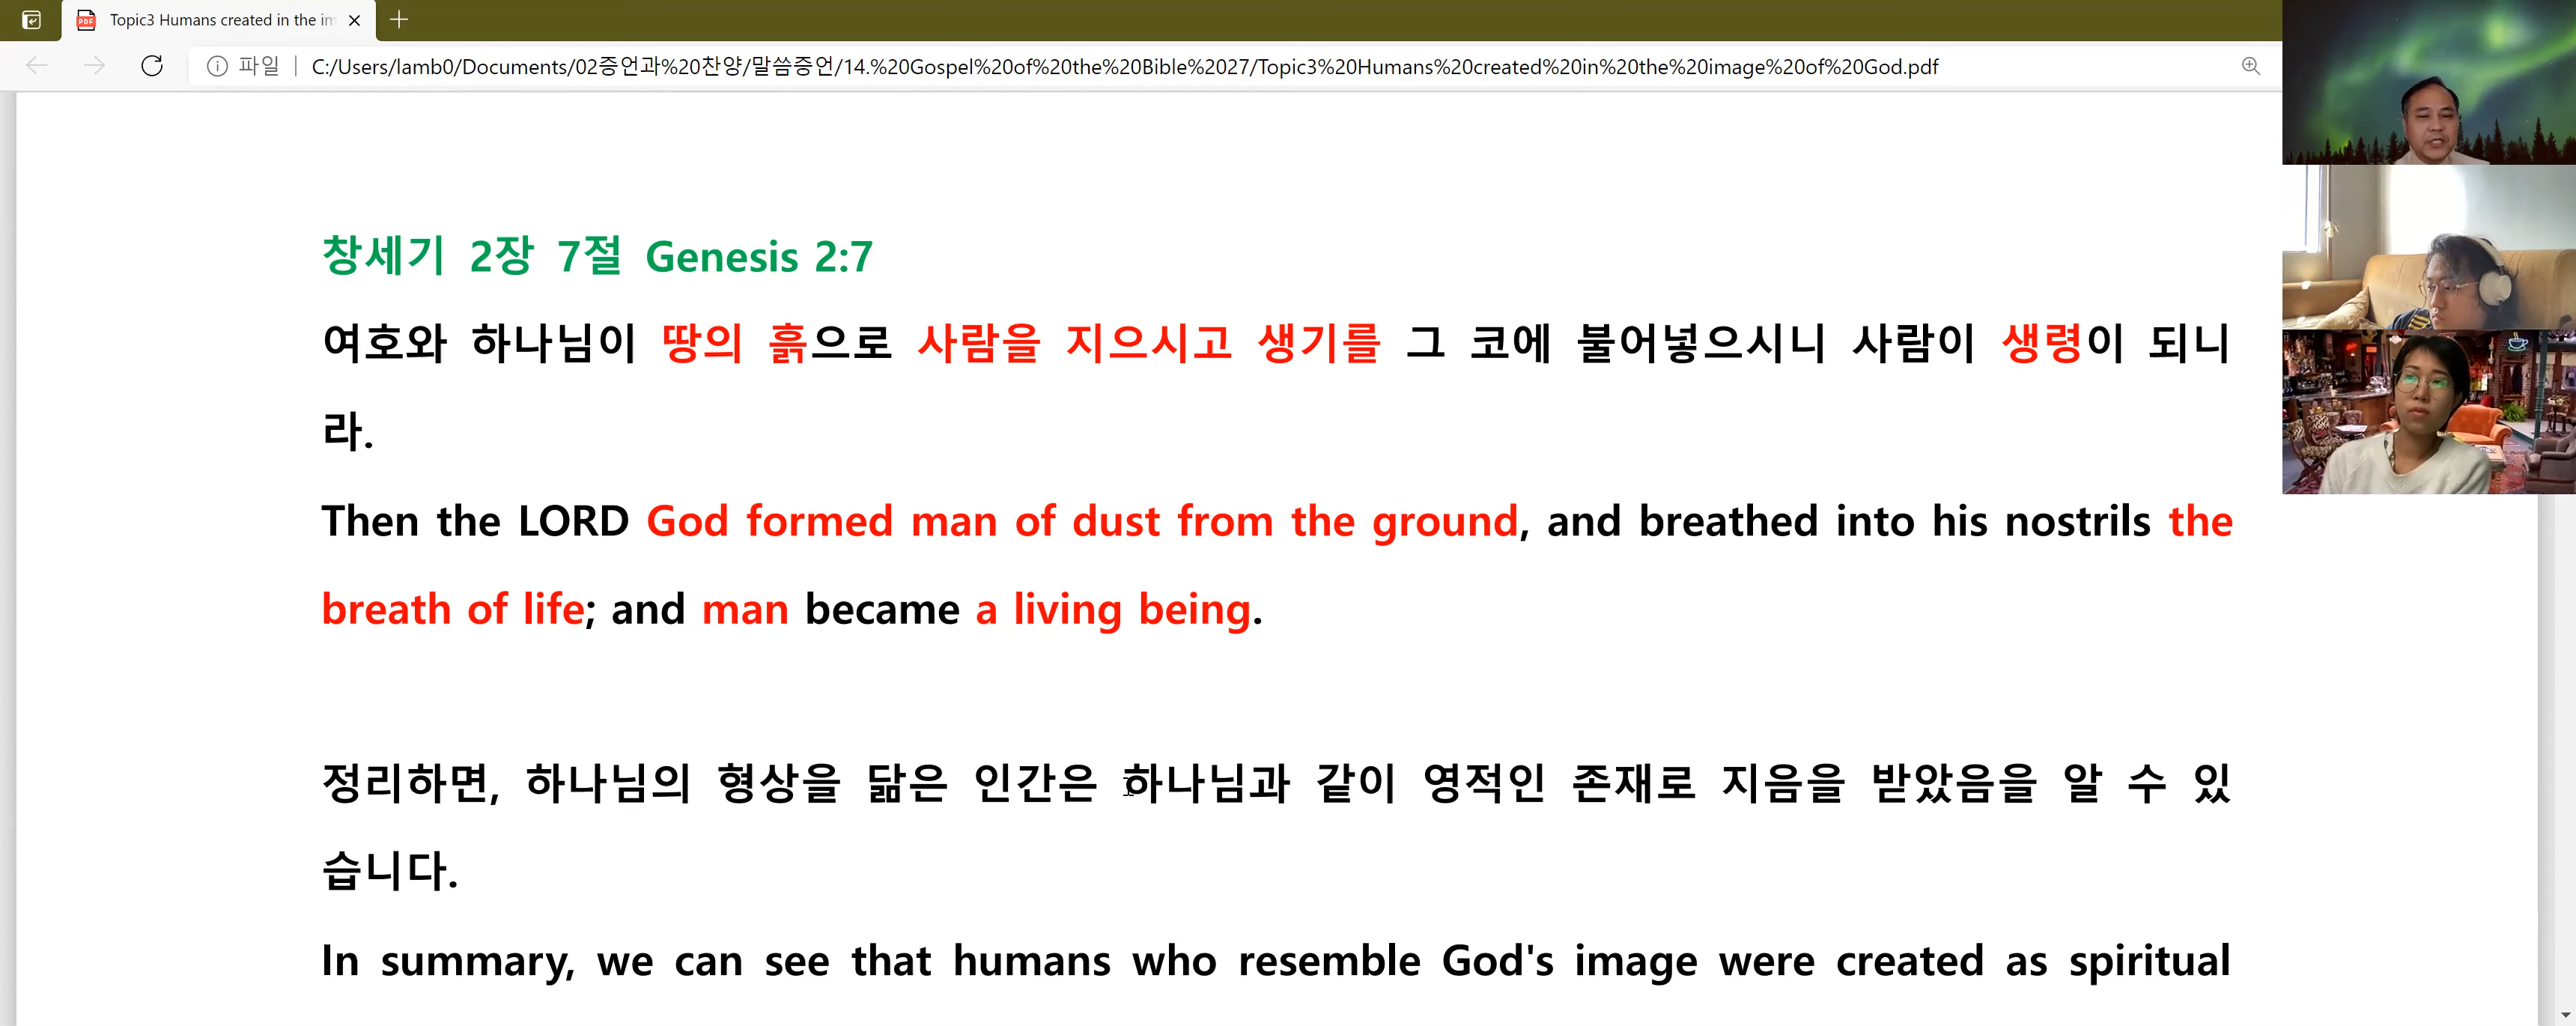 Topic3 Humans created in the im
파일
C:/Users/lamb0/Documents/02증언과%20찬양/말씀증언/14.%20Gospel%20of%20the%20Bible%2027/Topic3%20Humans%20created%20in%20the%20image%20of%20God.pdf
창세기 2장 7절 Genesis 2:7
여호와 하나님이 땅의 흙으로 사람을 지으시고 생기를 그 코에 불어넣으시니 사람이 생령이 되니
라.
Then the LORD God formed man of dust from the ground, and breathed into his nostrils the
breath of life; and man became a living being.
정리하면, 하나님의 형상을 닮은 인간은 하나님과 같이 영적인 존재로 지음을 받았음을 알 수 있
습니다.
In summary, we can see that humans who resemble God's image were created as spiritual